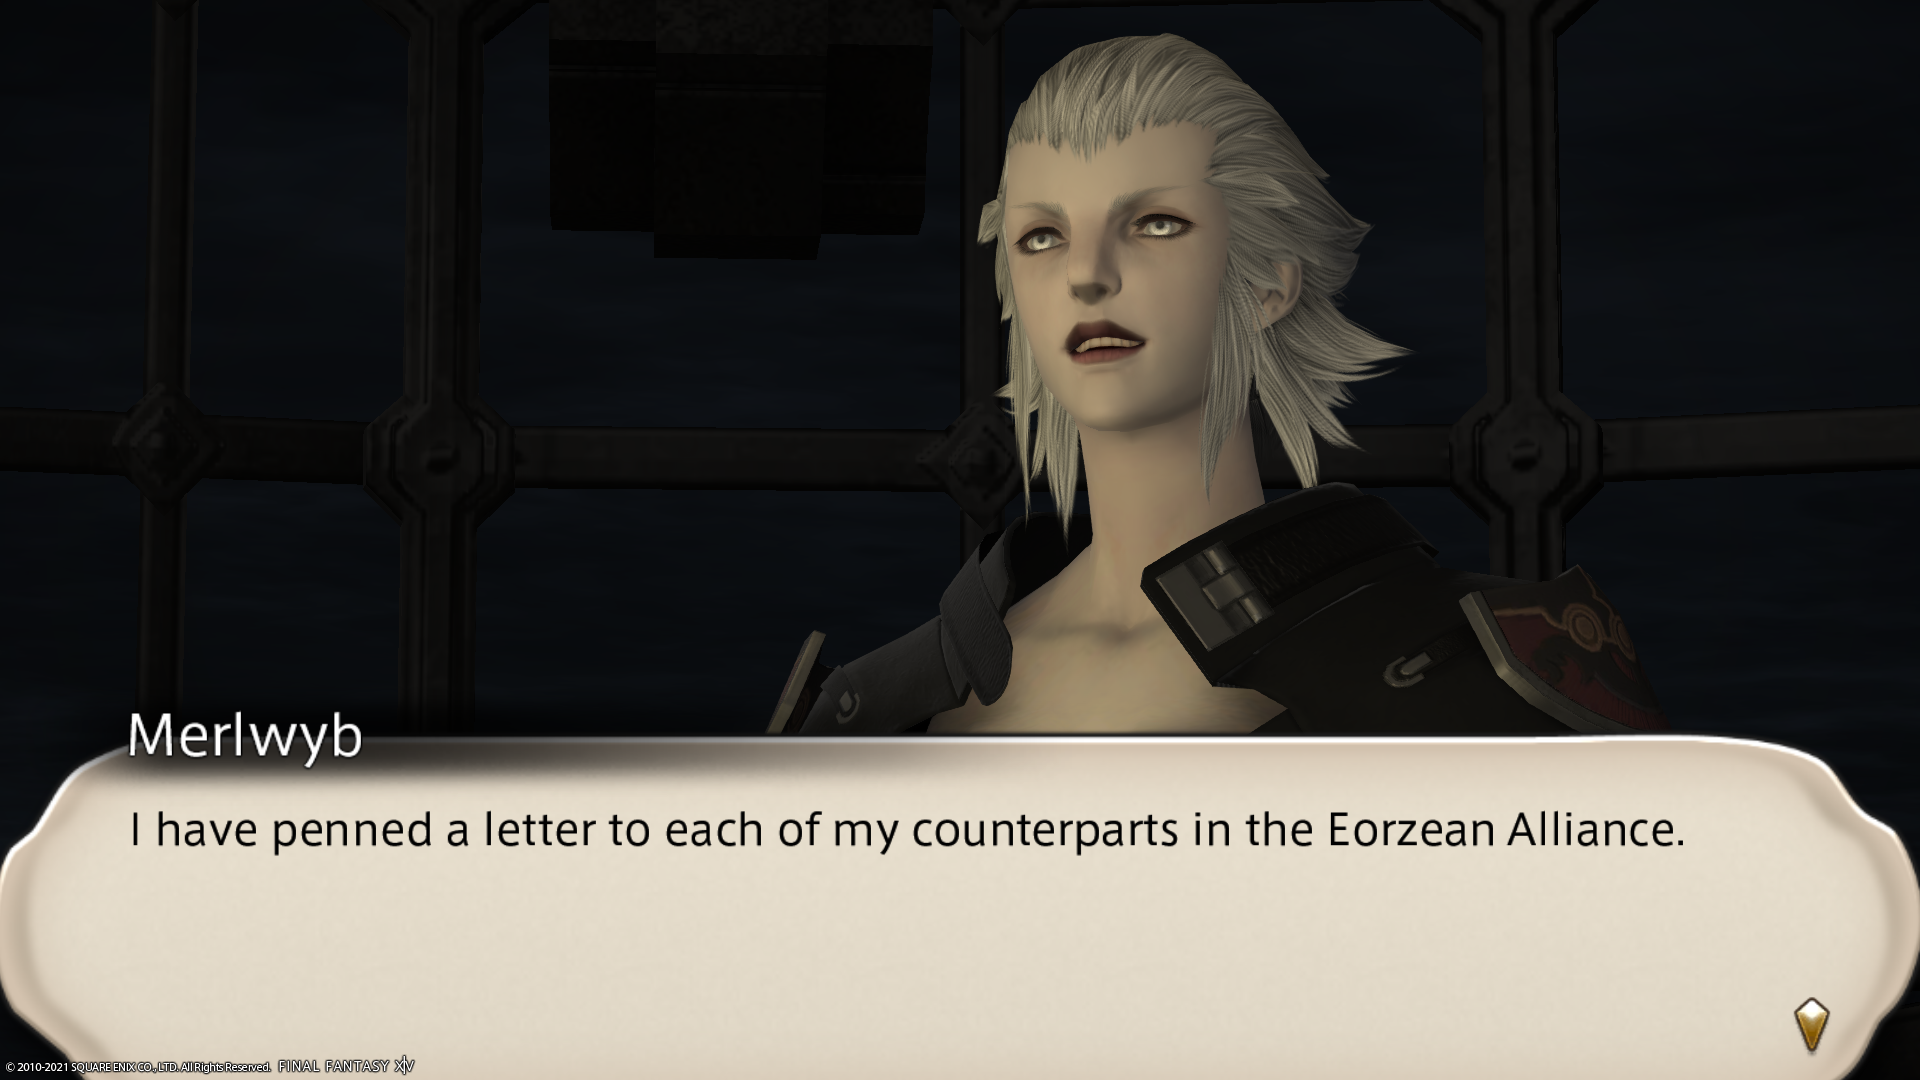 Merlwyb
I have penned a letter to each of my counterparts in the Eorzean Alliance.
© 2010-2021 SQUARE ENIX CO., LTD. All Rights Reserved. FINAL FANTASY XIV